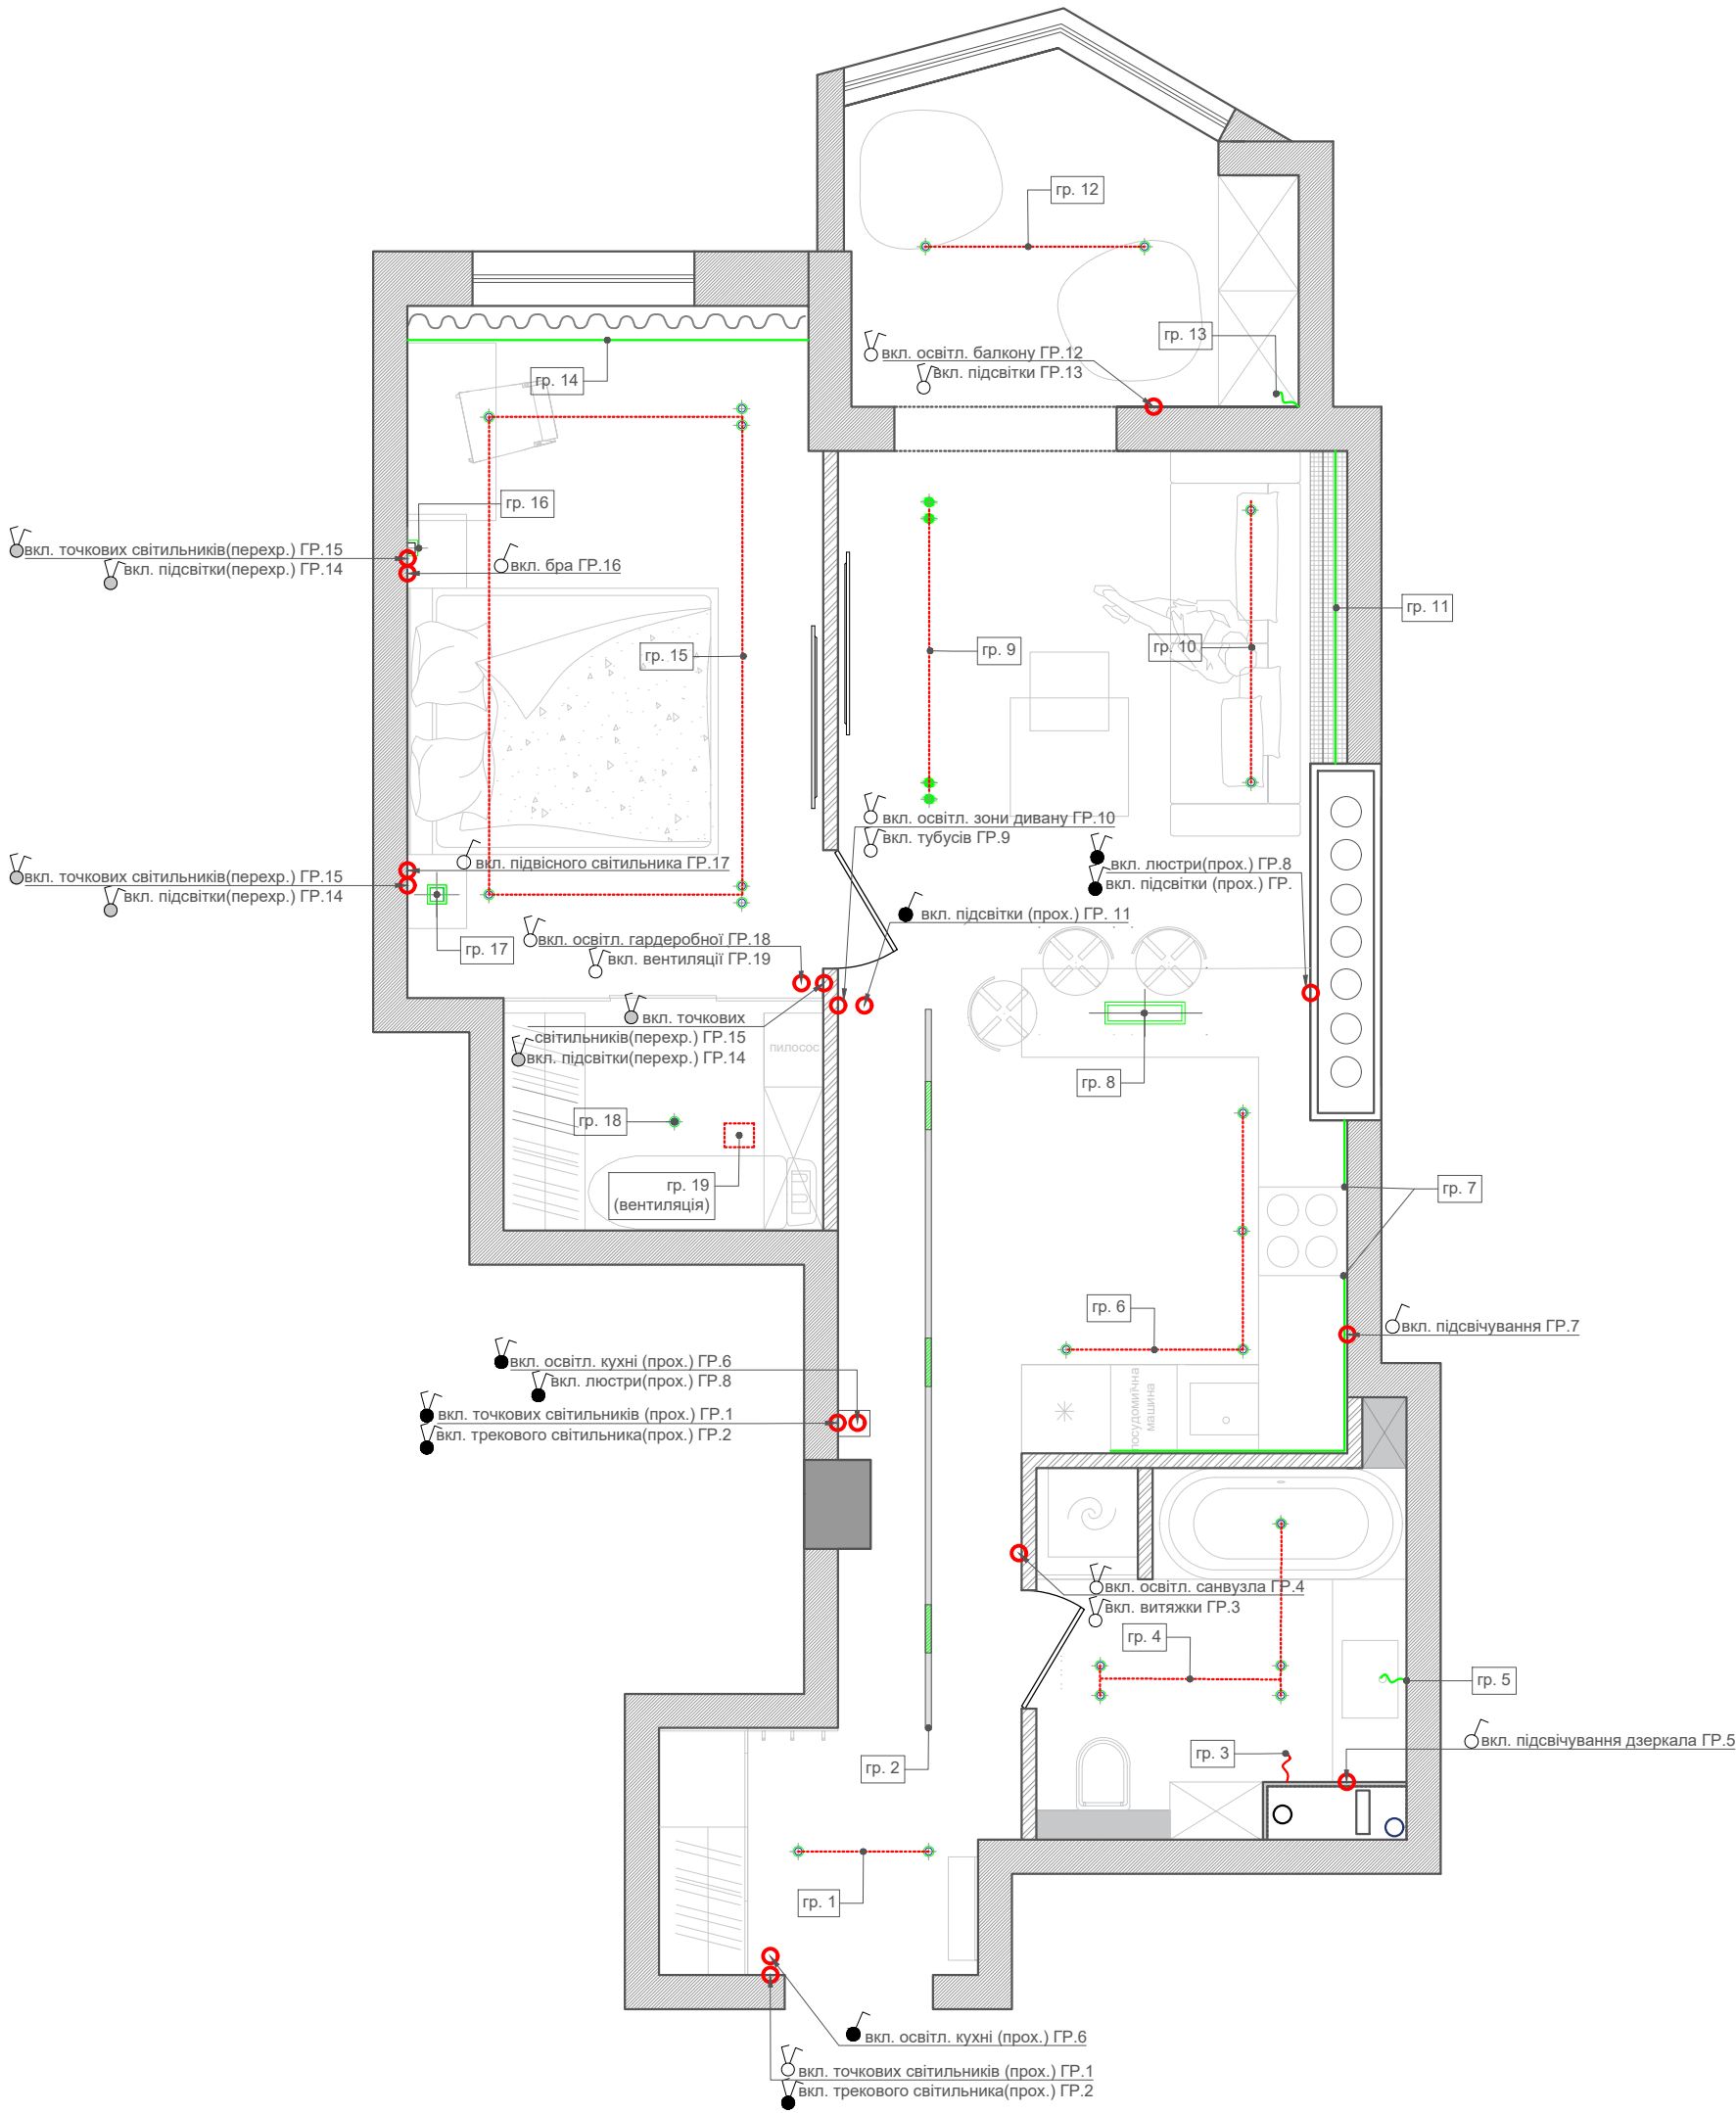 гр. 12
гр. 13
вкл. освітл. балкону ГР.12
вкл. підсвітки ГР.13
гр. 14
гр. 16
вкл. точкових світильників(перехр.) ГР.15
вкл. підсвітки(перехр.) ГР.14
вкл. бра ГР.16
гр. 11
гр. 15
гр. 9
гр. 10
вкл. освітл. зони дивану ГР.10
вкл. тубусів ГР.9
вкл. підвісного світильника ГР.17
вкл. люстри(прох.) ГР.8
вкл. підсвітки (прох.) ГР.
вкл. точкових світильників(перехр.) ГР.15
вкл. підсвітки(перехр.) ГР.14
вкл. підсвітки (прох.) ГР. 11
гр. 17
вкл. освітл. гардеробної ГР.18
вкл. вентиляції ГР.19
вкл. точкових
світильників(перехр.) ГР.15
вкл. підсвітки(перехр.) ГР.14
пилосос
гр. 8
гр. 18
гр. 19
(вентиляція)
гр. 7
гр. 6
вкл. підсвічування ГР.7
вкл. освітл. кухні (прох.) ГР.6
вкл. люстри(прох.) ГР.8
вкл. точкових світильників (прох.) ГР.1
вкл. трекового світильника(прох.) ГР.2
посудомиїчна
машина
вкл. освітл. санвузла ГР.4
вкл. витяжки ГР.3
гр. 4
гр. 5
вкл. підсвічування дзеркала ГР.5
гр. 3
гр. 2
гр. 1
вкл. освітл. кухні (прох.) ГР.6
вкл. точкових світильників (прох.) ГР.1
вкл. трекового світильника(прох.) ГР.2